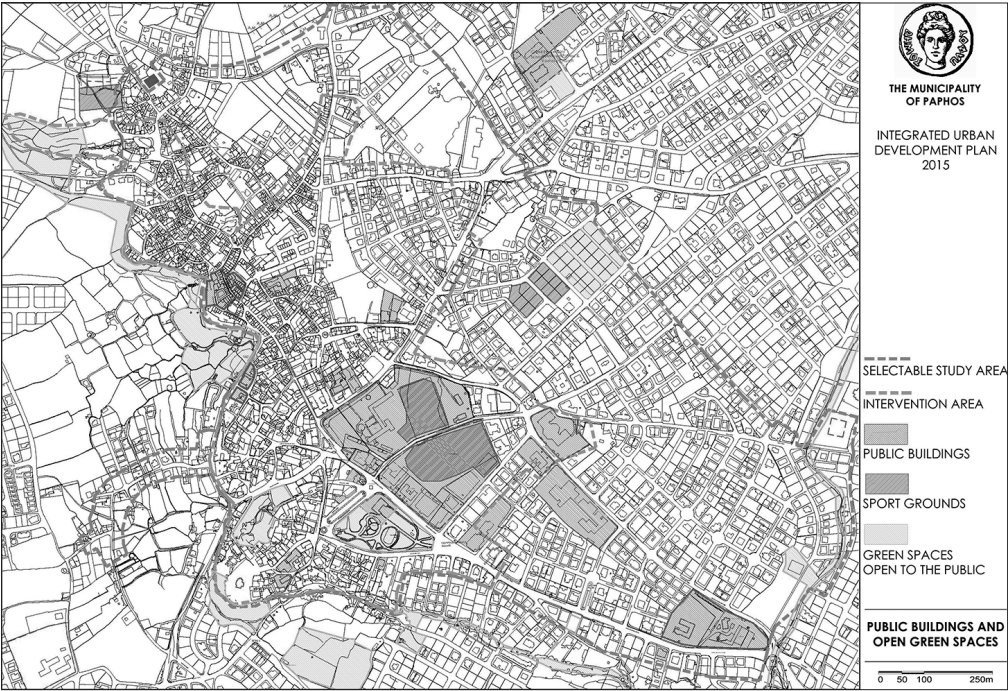 THE MUNICIPALITY
OF PAPHOS
INTEGRATED URBAN
DEVELOPMENT PLAN
2015
SELECTABLE STUDY AREA
INTERVENTION AREA
PUBLIC BUILDINGS
SPORT GROUNDS
GREEN SPACES
OPEN TO THE PUBLIC
PUBLIC BUILDINGS AND
OPEN GREEN SPACES
0 50 100 250m